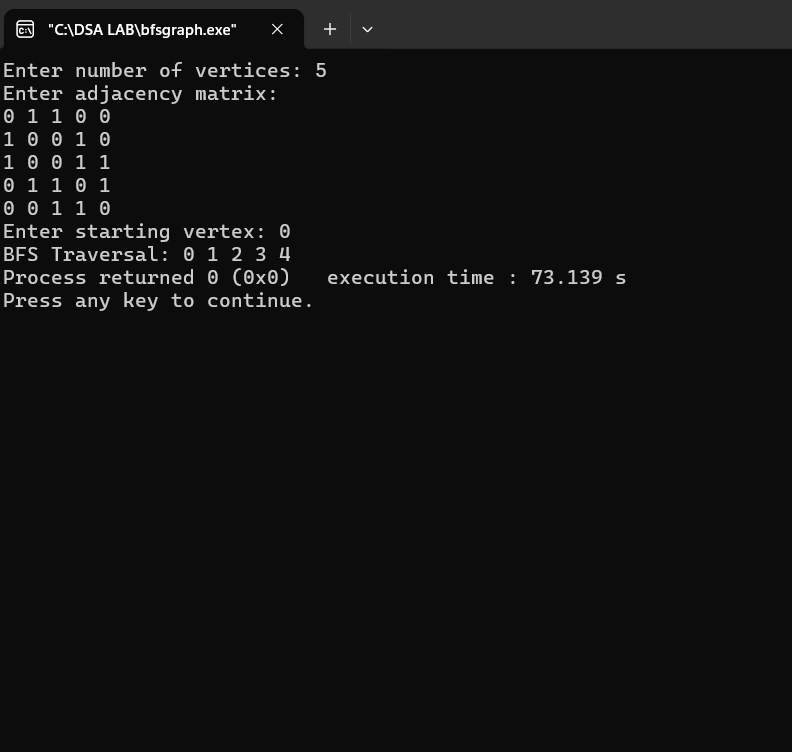 "C:\DSA LAB\bfsgraph.exe"
Enter number of vertices: 5
Enter adjacency matrix:
0 1 1 0 0
1 0 0 1 0
1 0 0 1 1
0 1 1 0 1
0 0 1 1 0
Enter starting vertex: 0
BFS Traversal: 0 1 2 3 4
Process returned 0 (0x0)   execution time : 73.139 s
Press any key to continue.